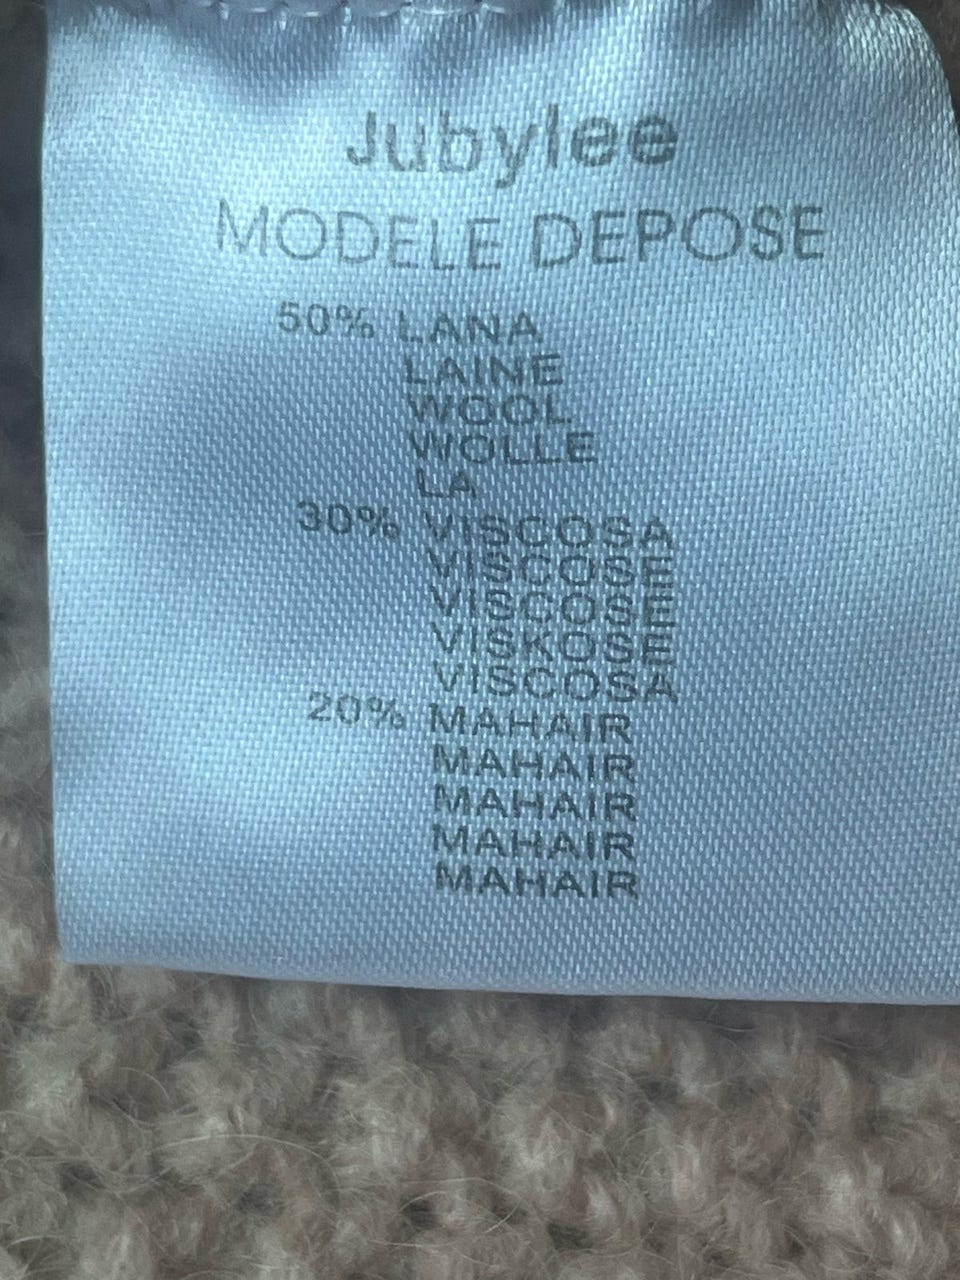 Jubylee
MODELE DEPOSE
50% LANA
LAINE
WOOL
WOLLE
LA
30% VISCOSA
VISCOSE
VISCOSE
VISKOSE
VISCOSA
20% MAHAIR
MAHAIR
MAHAIR
MAHAIR
MAHAIR